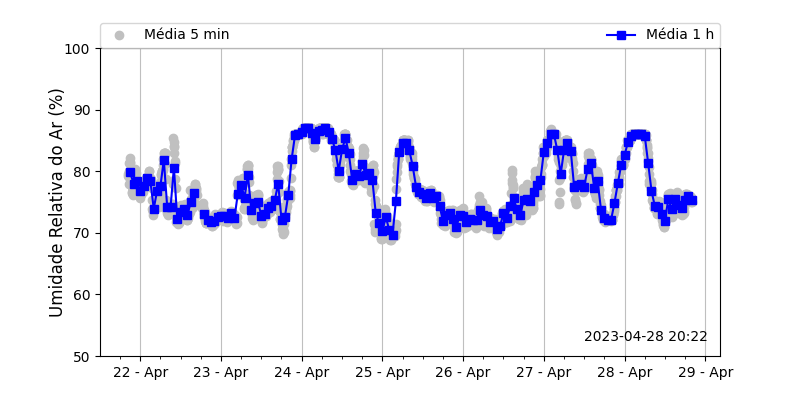 Média 5 min
Média 1 h
Umidade Relativa do Ar (%)
100
90
80
70
60
50
2023-04-28 20:22
22 - Apr
23 - Apr
24 - Apr
25 - Apr
26 - Apr
27 - Apr
28 - Apr
29 - Apr